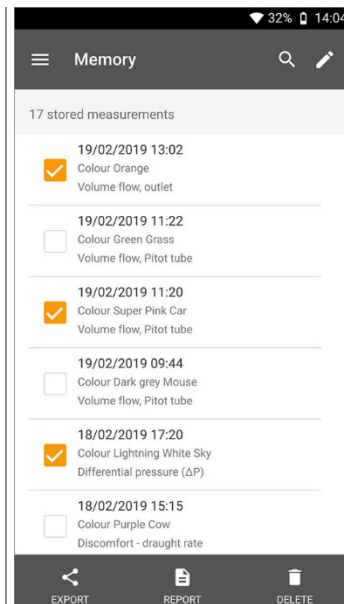 32% 14:04
Memory
17 stored measurements
19/02/2019 13:02
Colour Orange
Volume flow, outlet
19/02/2019 11:22
Colour Green Grass
Volume flow, Pitot tube
19/02/2019 11:20
Colour Super Pink Car
Volume flow, Pitot tube
19/02/2019 09:44
Colour Dark grey Mouse
Volume flow, Pitot tube
18/02/2019 17:20
Colour Lightning White Sky
Differential pressure (ΔP)
18/02/2019 15:15
Colour Purple Cow
Discomfort - draught rate
EXPORT REPORT DELETE